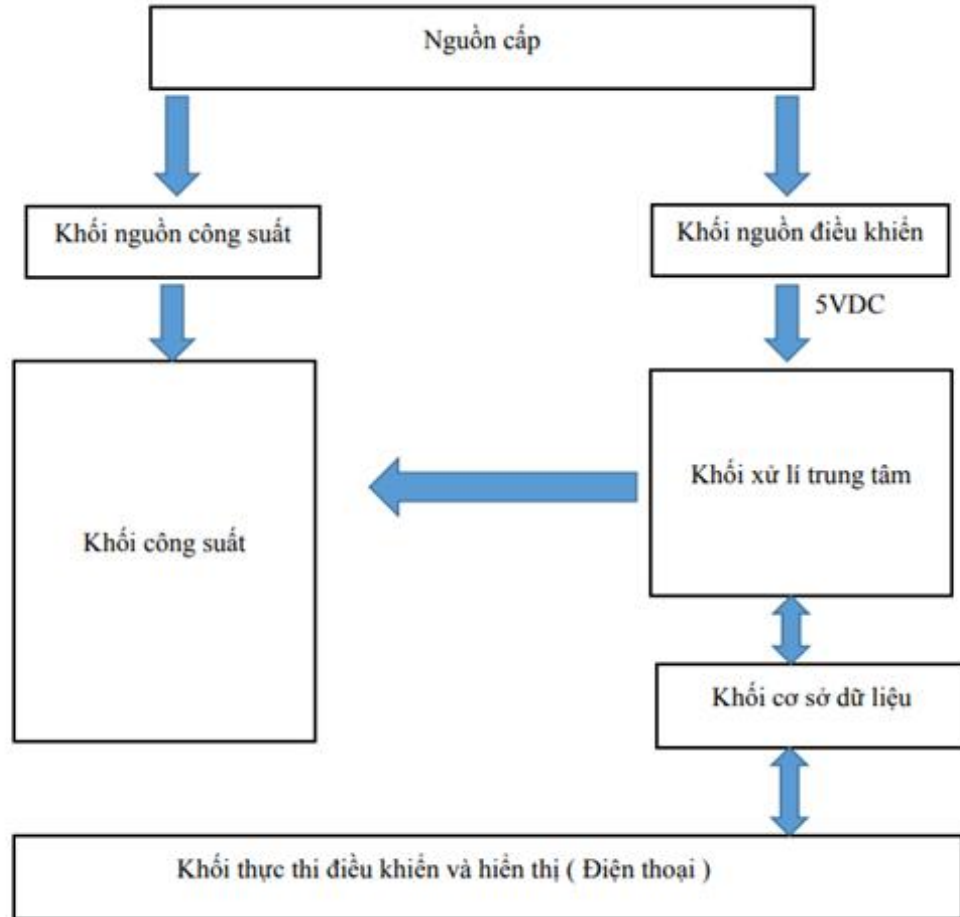 Nguồn cấp
Khối nguồn công suất
Khối nguồn điều khiển
5VDC
Khối xử lí trung tâm
Khối công suất
Khối cơ sở dữ liệu
Khối thực thi điều khiển và hiển thị ( Điện thoại )